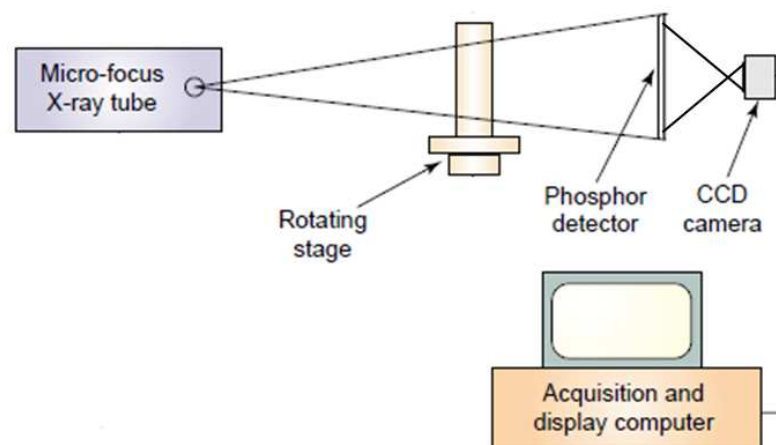 Micro-focus
X-ray tube
Rotating
stage
Phosphor
detector
CCD
camera
Acquisition and
display computer